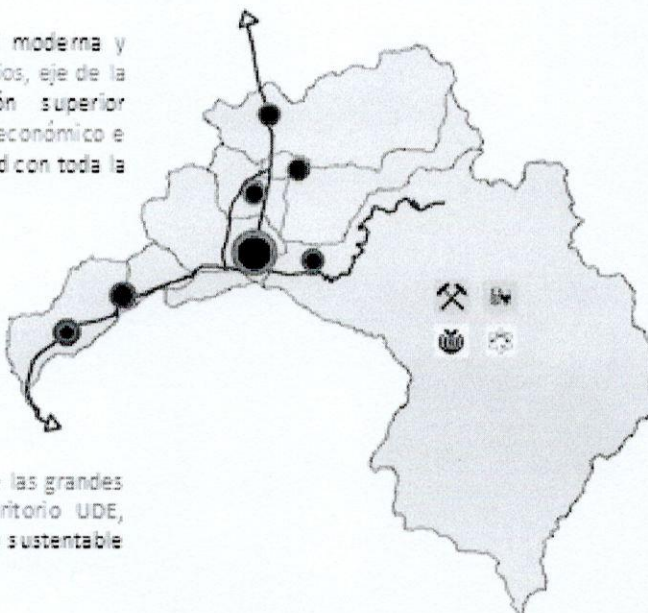 moderna y
ios, eje de la
ón superior
económico e
d con toda la
las grandes
ritorio UDE,
sustentable